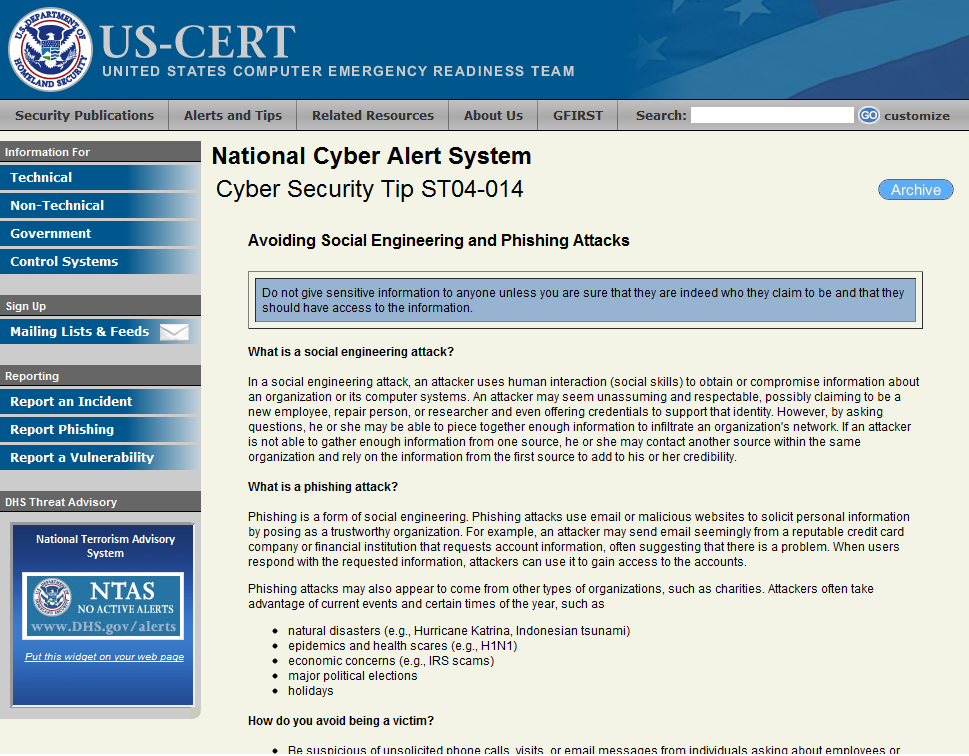 U.S. DEPARTMENT OF
HOMELAND SECURITY
US-CERT
UNITED STATES COMPUTER EMERGENCY READINESS TEAM
Security Publications
Alerts and Tips
Related Resources
About Us
GFIRST
Search:
GO
customize
Information For
Technical
Non-Technical
Government
Control Systems
Sign Up
Mailing Lists & Feeds
Reporting
Report an Incident
Report Phishing
Report a Vulnerability
DHS Threat Advisory
National Terrorism Advisory
System
NTAS
NO ACTIVE ALERTS
www.DHS.gov/alerts
Put this widget on your web page
National Cyber Alert System
Cyber Security Tip ST04-014
Archive
Avoiding Social Engineering and Phishing Attacks
Do not give sensitive information to anyone unless you are sure that they are indeed who they claim to be and that they
should have access to the information.
What is a social engineering attack?
In a social engineering attack, an attacker uses human interaction (social skills) to obtain or compromise information about
an organization or its computer systems. An attacker may seem unassuming and respectable, possibly claiming to be a
new employee, repair person, or researcher and even offering credentials to support that identity. However, by asking
questions, he or she may be able to piece together enough information to infiltrate an organization's network. If an attacker
is not able to gather enough information from one source, he or she may contact another source within the same
organization and rely on the information from the first source to add to his or her credibility.
What is a phishing attack?
Phishing is a form of social engineering. Phishing attacks use email or malicious websites to solicit personal information
by posing as a trustworthy organization. For example, an attacker may send email seemingly from a reputable credit card
company or financial institution that requests account information, often suggesting that there is a problem. When users
respond with the requested information, attackers can use it to gain access to the accounts.
Phishing attacks may also appear to come from other types of organizations, such as charities. Attackers often take
advantage of current events and certain times of the year, such as
• natural disasters (e.g., Hurricane Katrina, Indonesian tsunami)
• epidemics and health scares (e.g., H1N1)
• economic concerns (e.g., IRS scams)
• major political elections
• holidays
How do you avoid being a victim?
• Be suspicious of unsolicited phone calls, visits, or email messages from individuals asking about employees or